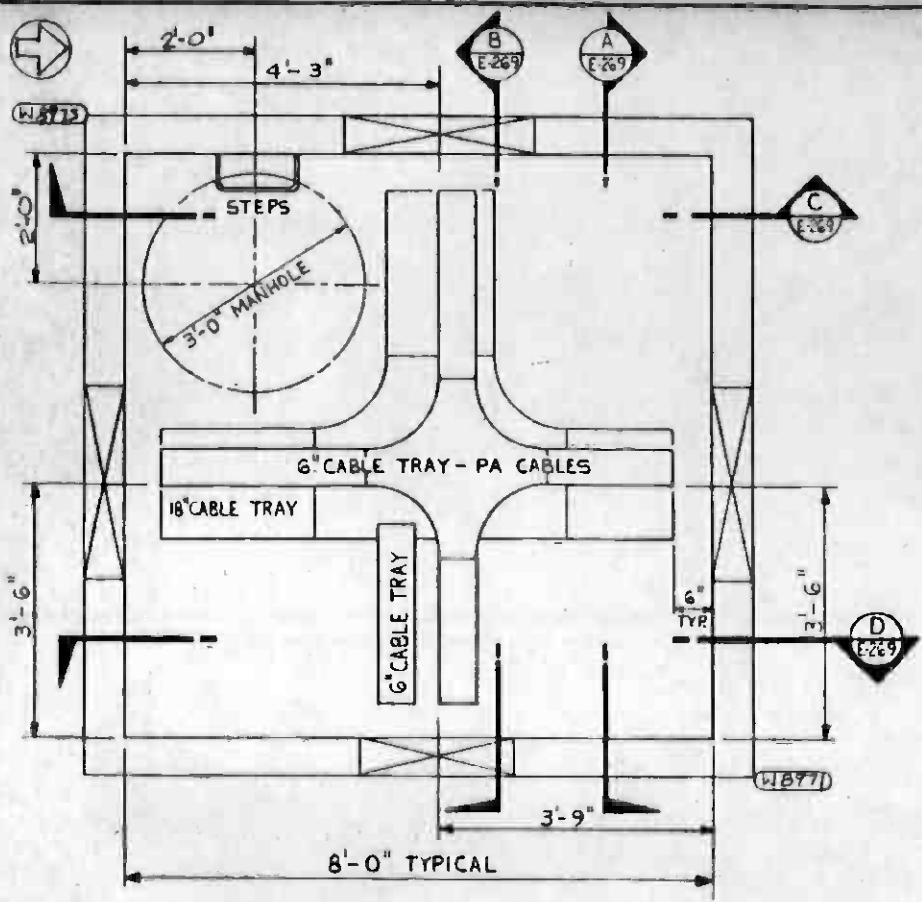 2'-0"
4'-3"
B
E-269
A
E-269
2'-0"
STEPS
3'-0" MANHOLE
C
E-269
6" CABLE TRAY - PA CABLES
18" CABLE TRAY
6" CABLE TRAY
3'-6"
6"
TYP.
3'-6"
D
E-269
WB971
3'-9"
8'-0" TYPICAL